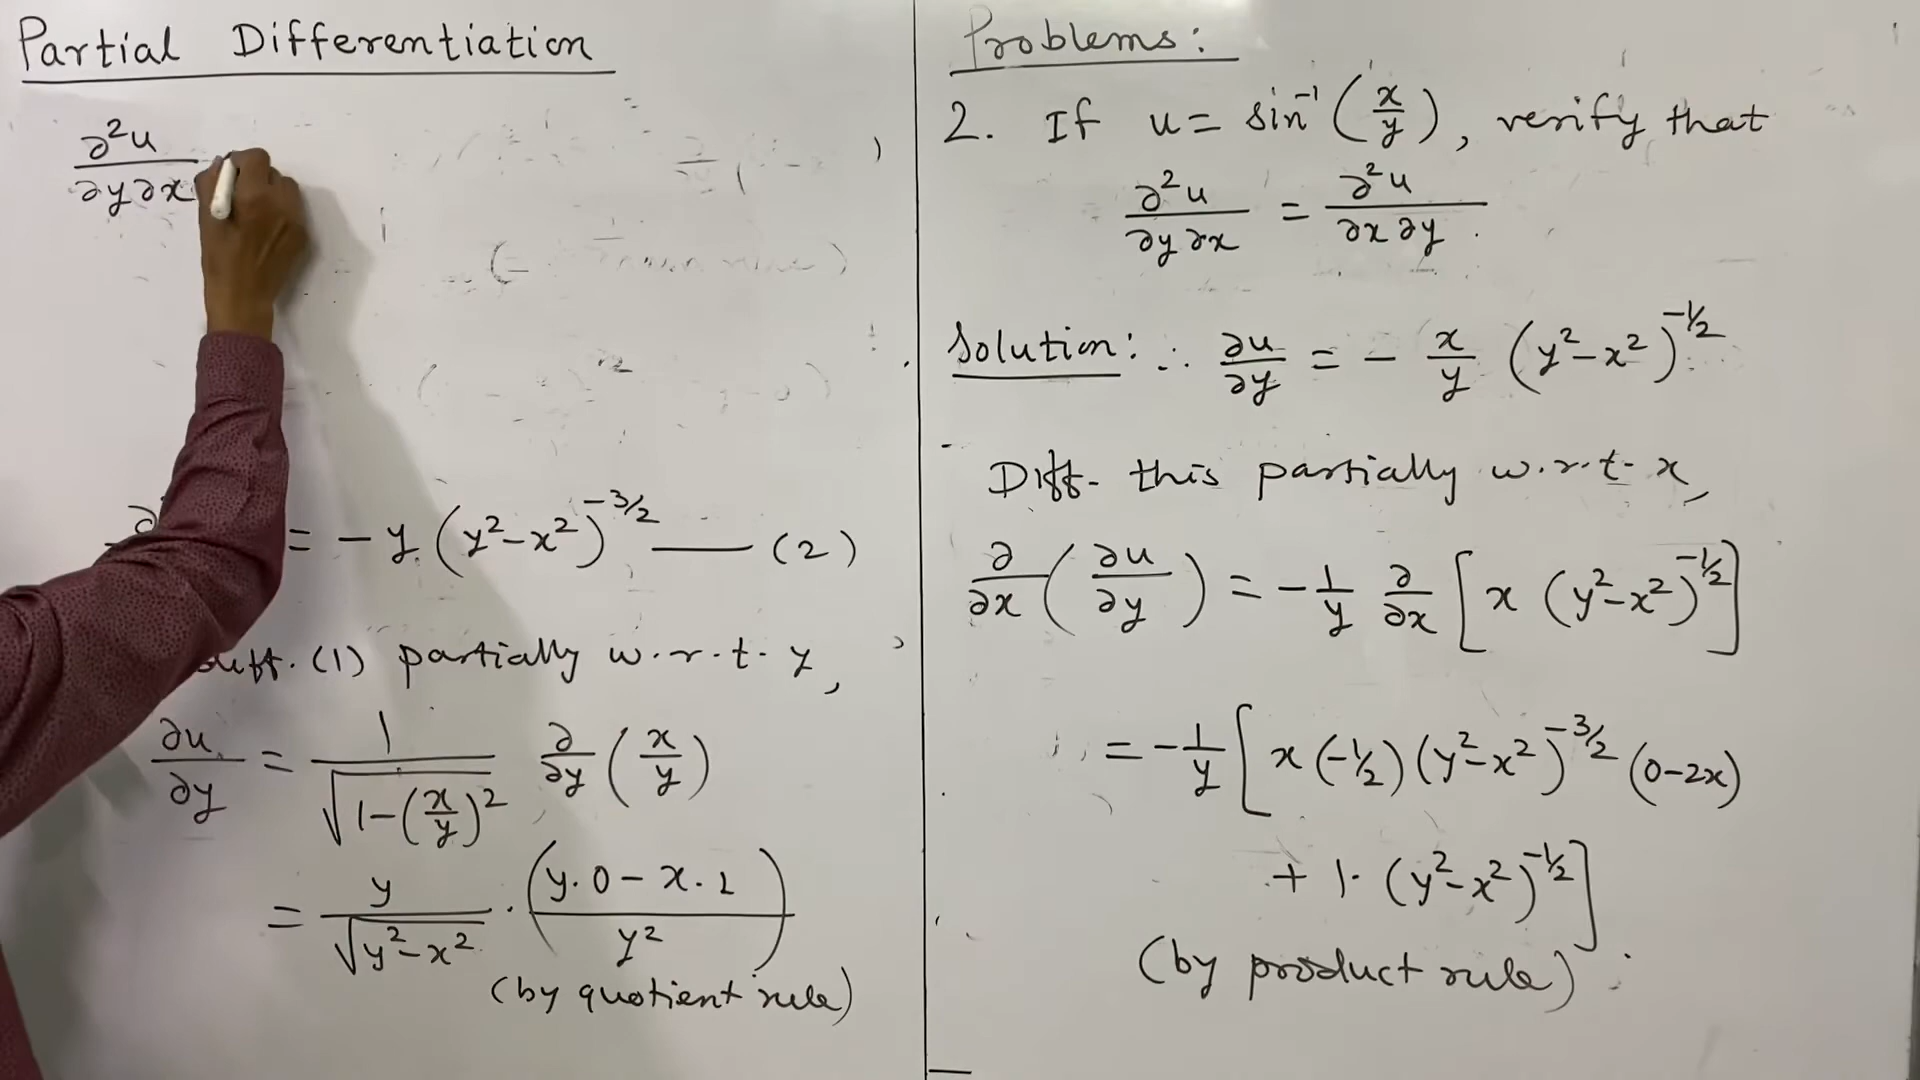 Partial Differentiation
∂²u
∂y∂x
= - y (y²-x²)^-3/2 —— (2)
diff. (1) partially w.r.t. y,
∂u/∂y = 1/√(1-(x/y)²) ∂/∂y (x/y)
= y/√(y²-x²) · ((y·0 - x·1)/y²)
(by quotient rule)
Problems:
2. If u = sin⁻¹(x/y), verify that
∂²u/∂y∂x = ∂²u/∂x∂y.
Solution: ∴ ∂u/∂y = - x/y (y²-x²)^-1/2
Diff. this partially w.r.t. x,
∂/∂x (∂u/∂y) = -1/y ∂/∂x [x (y²-x²)^-1/2]
= -1/y [x (-1/2) (y²-x²)^-3/2 (0-2x)
+ 1· (y²-x²)^-1/2]
(by product rule)